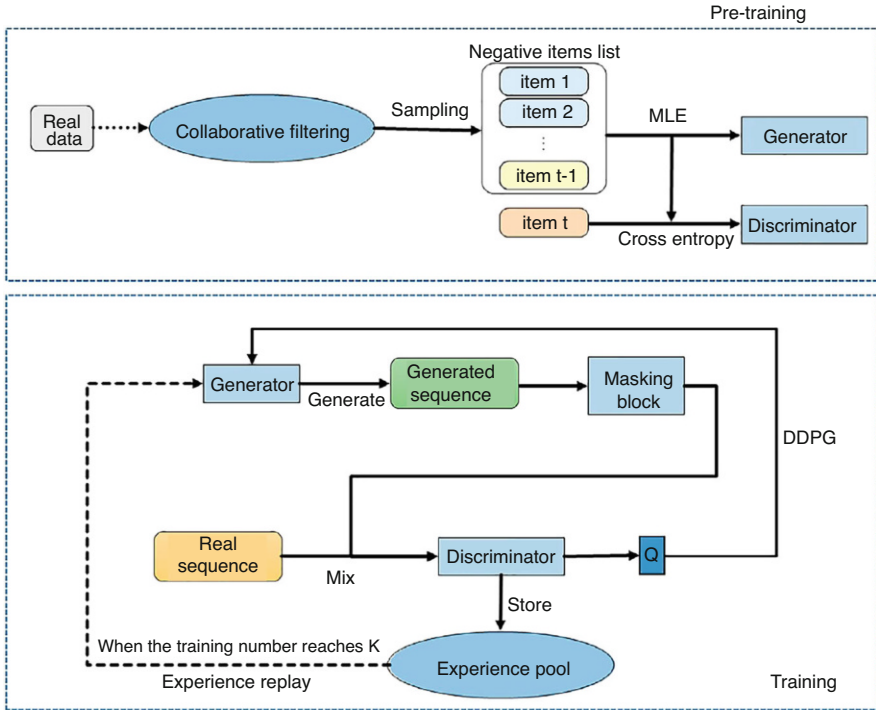 Pre-training
Negative items list
item 1
item 2
⋮
item t-1
item t
Real
data
Collaborative filtering
Sampling
MLE
Generator
Cross entropy
Discriminator
Generator
Generate
Generated
sequence
Masking
block
DDPG
Real
sequence
Mix
Discriminator
Q
Store
When the training number reaches K
Experience replay
Experience pool
Training